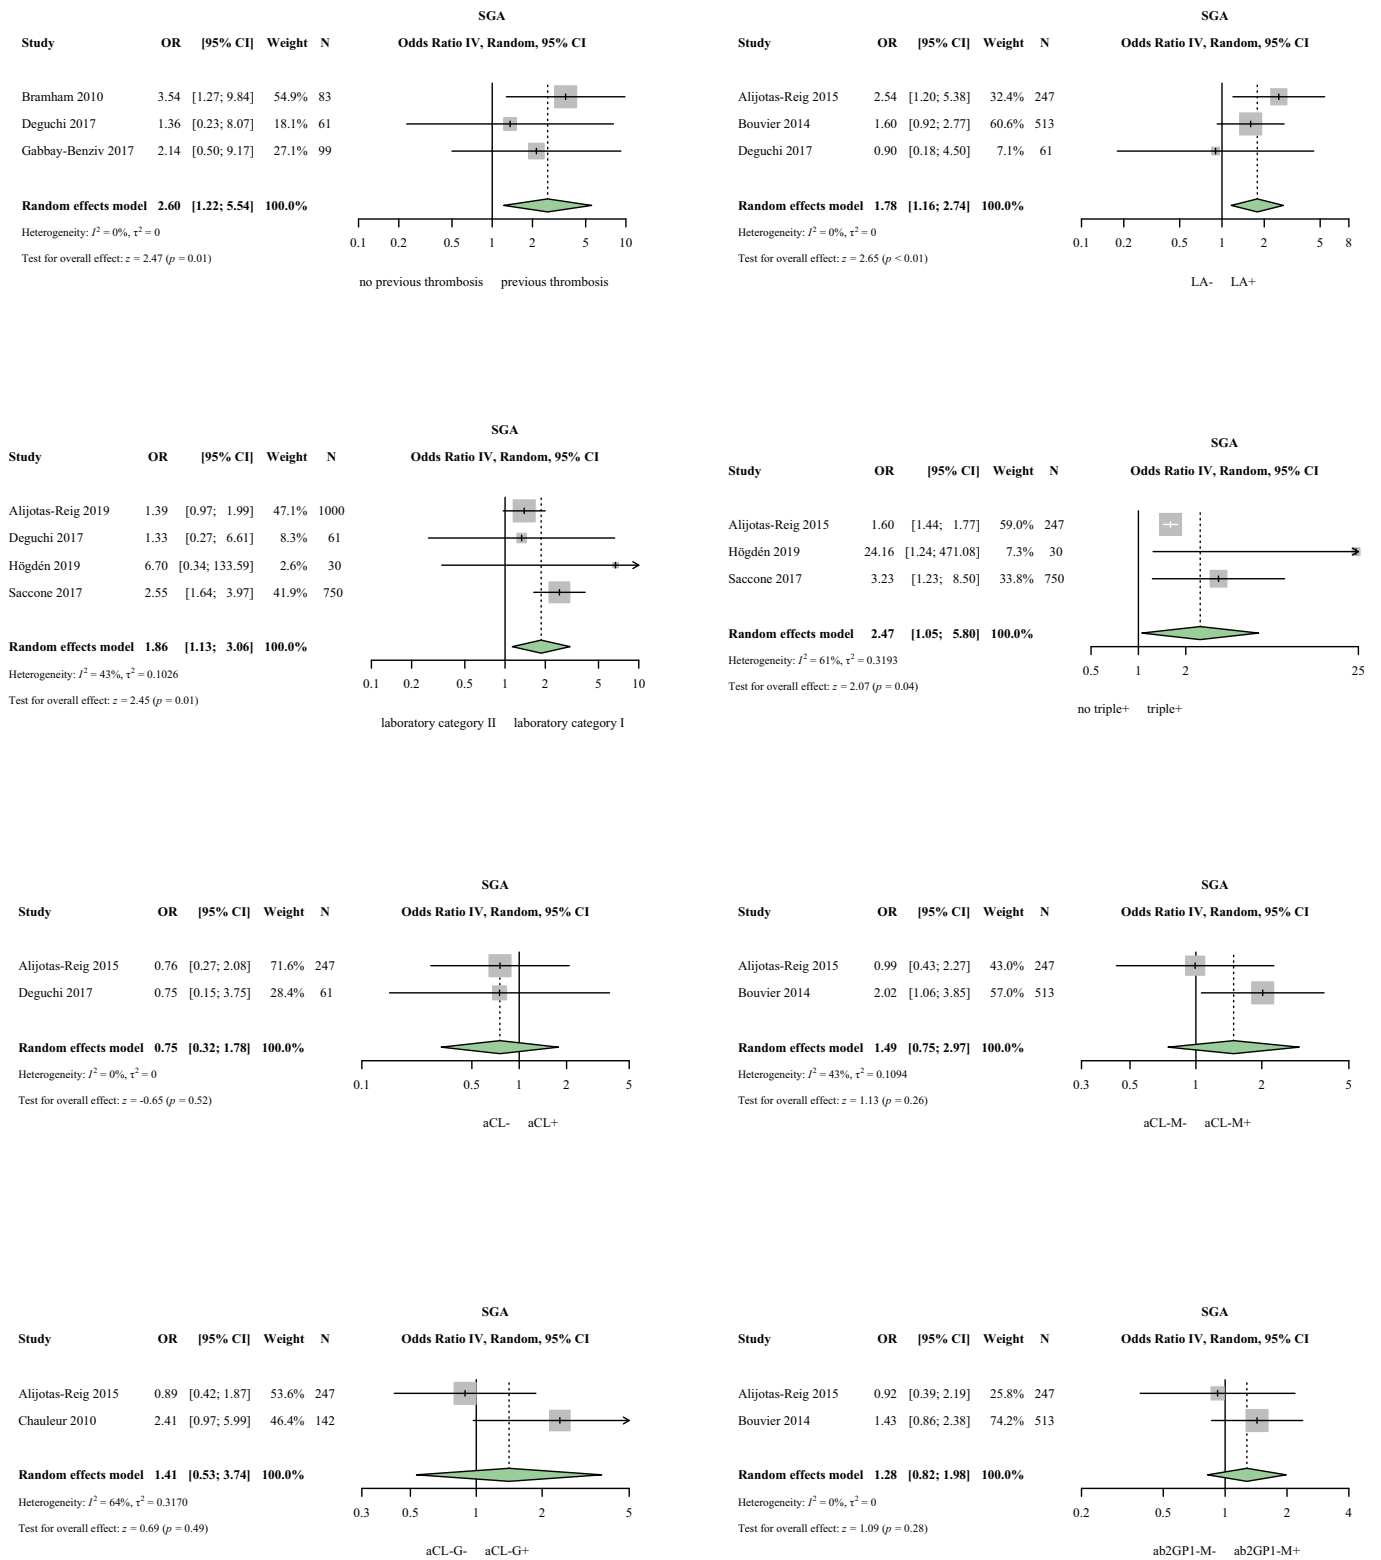 SGA
Study OR [95% CI] Weight N Odds Ratio IV, Random, 95% CI
Bramham 2010 3.54 [1.27; 9.84] 54.9% 83
Deguchi 2017 1.36 [0.23; 8.07] 18.1% 61
Gabbay-Benziv 2017 2.14 [0.50; 9.17] 27.1% 99
Random effects model 2.60 [1.22; 5.54] 100.0%
Heterogeneity: I² = 0%, τ² = 0
0.1 0.2 0.5 1 2 5 10
Test for overall effect: z = 2.47 (p = 0.01)
no previous thrombosis previous thrombosis
SGA
Study OR [95% CI] Weight N Odds Ratio IV, Random, 95% CI
Alijotas-Reig 2015 2.54 [1.20; 5.38] 32.4% 247
Bouvier 2014 1.60 [0.92; 2.77] 60.6% 513
Deguchi 2017 0.90 [0.18; 4.50] 7.1% 61
Random effects model 1.78 [1.16; 2.74] 100.0%
Heterogeneity: I² = 0%, τ² = 0
0.1 0.2 0.5 1 2 5 8
Test for overall effect: z = 2.65 (p < 0.01)
LA- LA+
SGA
Study OR [95% CI] Weight N Odds Ratio IV, Random, 95% CI
Alijotas-Reig 2019 1.39 [0.97; 1.99] 47.1% 1000
Deguchi 2017 1.33 [0.27; 6.61] 8.3% 61
Högdén 2019 6.70 [0.34; 133.59] 2.6% 30
Saccone 2017 2.55 [1.64; 3.97] 41.9% 750
Random effects model 1.86 [1.13; 3.06] 100.0%
Heterogeneity: I² = 43%, τ² = 0.1026
0.1 0.2 0.5 1 2 5 10
Test for overall effect: z = 2.45 (p = 0.01)
laboratory category II laboratory category I
SGA
Study OR [95% CI] Weight N Odds Ratio IV, Random, 95% CI
Alijotas-Reig 2015 1.60 [1.44; 1.77] 59.0% 247
Högdén 2019 24.16 [1.24; 471.08] 7.3% 30
Saccone 2017 3.23 [1.23; 8.50] 33.8% 750
Random effects model 2.47 [1.05; 5.80] 100.0%
Heterogeneity: I² = 61%, τ² = 0.3193
0.5 1 2 25
Test for overall effect: z = 2.07 (p = 0.04)
no triple+ triple+
SGA
Study OR [95% CI] Weight N Odds Ratio IV, Random, 95% CI
Alijotas-Reig 2015 0.76 [0.27; 2.08] 71.6% 247
Deguchi 2017 0.75 [0.15; 3.75] 28.4% 61
Random effects model 0.75 [0.32; 1.78] 100.0%
Heterogeneity: I² = 0%, τ² = 0
0.1 0.5 1 2 5
Test for overall effect: z = -0.65 (p = 0.52)
aCL- aCL+
SGA
Study OR [95% CI] Weight N Odds Ratio IV, Random, 95% CI
Alijotas-Reig 2015 0.99 [0.43; 2.27] 43.0% 247
Bouvier 2014 2.02 [1.06; 3.85] 57.0% 513
Random effects model 1.49 [0.75; 2.97] 100.0%
Heterogeneity: I² = 43%, τ² = 0.1094
0.3 0.5 1 2 5
Test for overall effect: z = 1.13 (p = 0.26)
aCL-M- aCL-M+
SGA
Study OR [95% CI] Weight N Odds Ratio IV, Random, 95% CI
Alijotas-Reig 2015 0.89 [0.42; 1.87] 53.6% 247
Chauleur 2010 2.41 [0.97; 5.99] 46.4% 142
Random effects model 1.41 [0.53; 3.74] 100.0%
Heterogeneity: I² = 64%, τ² = 0.3170
0.3 0.5 1 2 5
Test for overall effect: z = 0.69 (p = 0.49)
aCL-G- aCL-G+
SGA
Study OR [95% CI] Weight N Odds Ratio IV, Random, 95% CI
Alijotas-Reig 2015 0.92 [0.39; 2.19] 25.8% 247
Bouvier 2014 1.43 [0.86; 2.38] 74.2% 513
Random effects model 1.28 [0.82; 1.98] 100.0%
Heterogeneity: I² = 0%, τ² = 0
0.2 0.5 1 2 4
Test for overall effect: z = 1.09 (p = 0.28)
ab2GP1-M- ab2GP1-M+